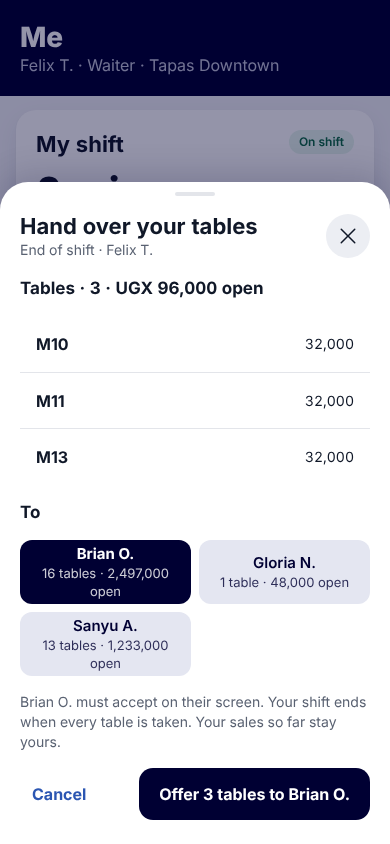 Me
Felix T. · Waiter · Tapas Downtown
My shift
On shift
Hand over your tables
End of shift · Felix T.
Tables · 3 · UGX 96,000 open
M10 32,000
M11 32,000
M13 32,000
To
Brian O.
16 tables · 2,497,000
open
Gloria N.
1 table · 48,000 open
Sanyu A.
13 tables · 1,233,000
open
Brian O. must accept on their screen. Your shift ends
when every table is taken. Your sales so far stay
yours.
Cancel
Offer 3 tables to Brian O.